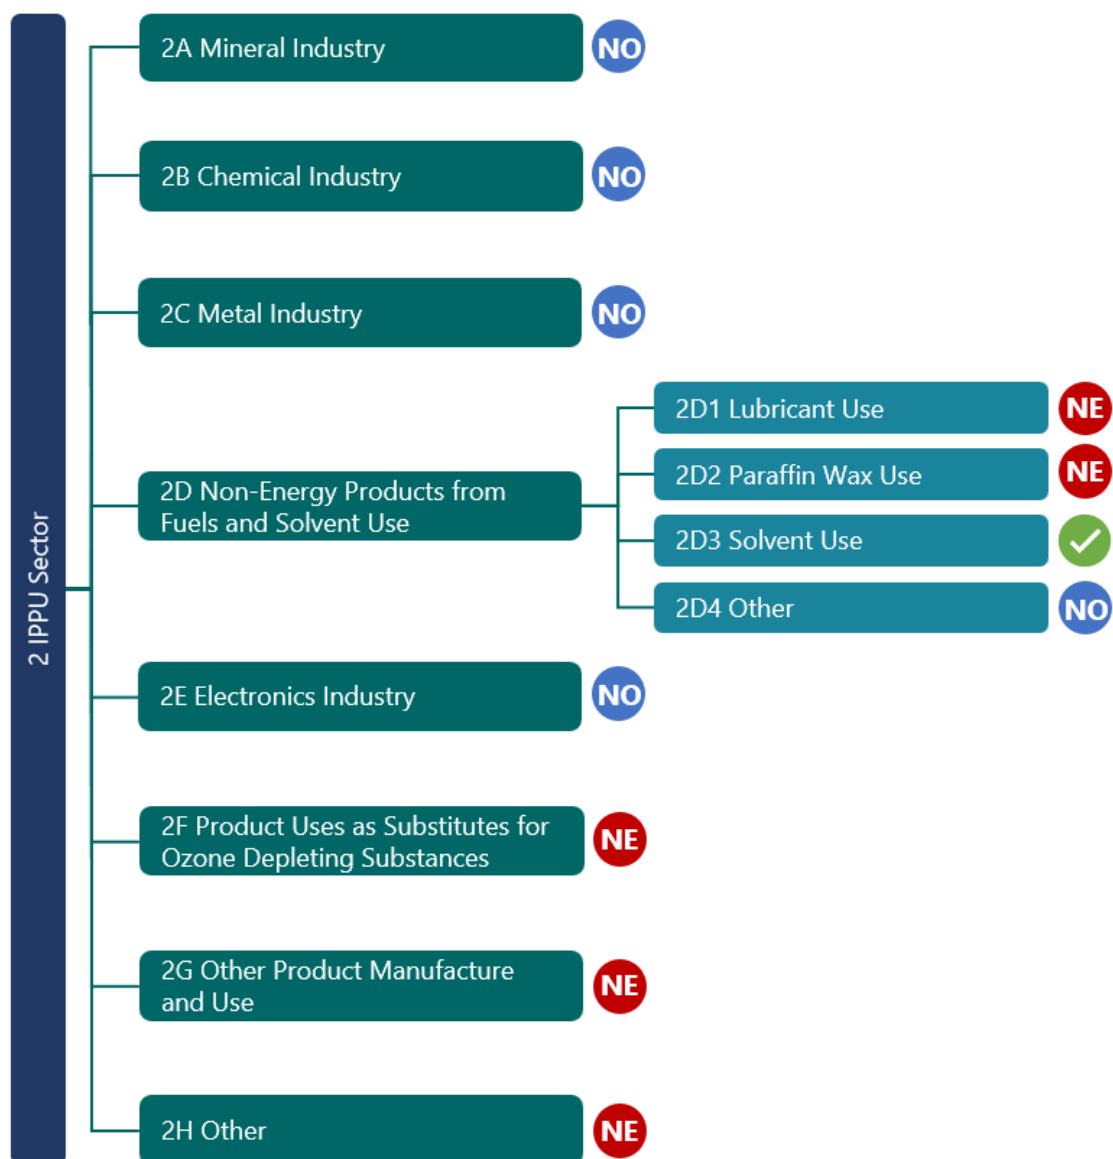 2 IPPU Sector
2A Mineral Industry
NO
2B Chemical Industry
NO
2C Metal Industry
NO
2D Non-Energy Products from
Fuels and Solvent Use
2D1 Lubricant Use
NE
2D2 Paraffin Wax Use
NE
2D3 Solvent Use
2D4 Other
NO
2E Electronics Industry
NO
2F Product Uses as Substitutes for
Ozone Depleting Substances
NE
2G Other Product Manufacture
and Use
NE
2H Other
NE